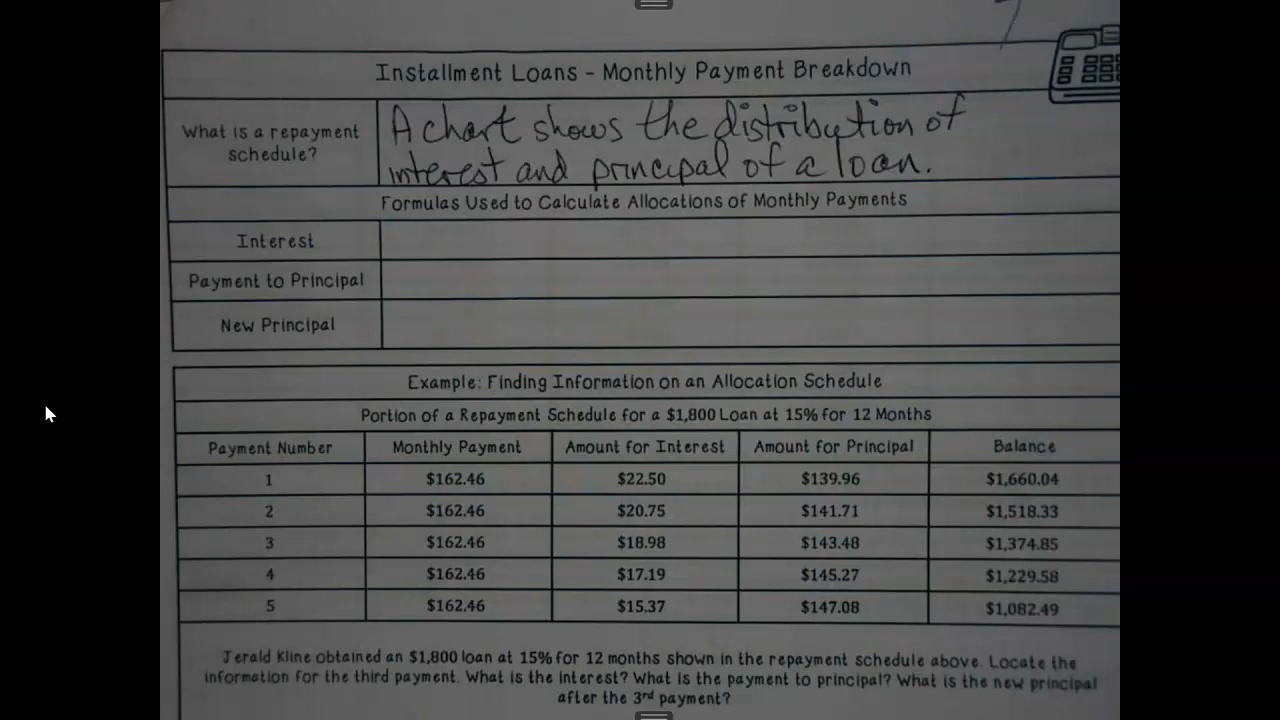 Installment Loans - Monthly Payment Breakdown
What is a repayment schedule?
A chart shows the distribution of
interest and principal of a loan.
Formulas Used to Calculate Allocations of Monthly Payments
Interest
Payment to Principal
New Principal
Example: Finding Information on an Allocation Schedule
Portion of a Repayment Schedule for a $1,800 Loan at 15% for 12 Months
Payment Number Monthly Payment Amount for Interest Amount for Principal Balance
1 $162.46 $22.50 $139.96 $1,660.04
2 $162.46 $20.75 $141.71 $1,518.33
3 $162.46 $18.98 $143.48 $1,374.85
4 $162.46 $17.19 $145.27 $1,229.58
5 $162.46 $15.37 $147.08 $1,082.49
Jerald Kline obtained an $1,800 loan at 15% for 12 months shown in the repayment schedule above. Locate the
information for the third payment. What is the interest? What is the payment to principal? What is the new principal
after the 3rd payment?